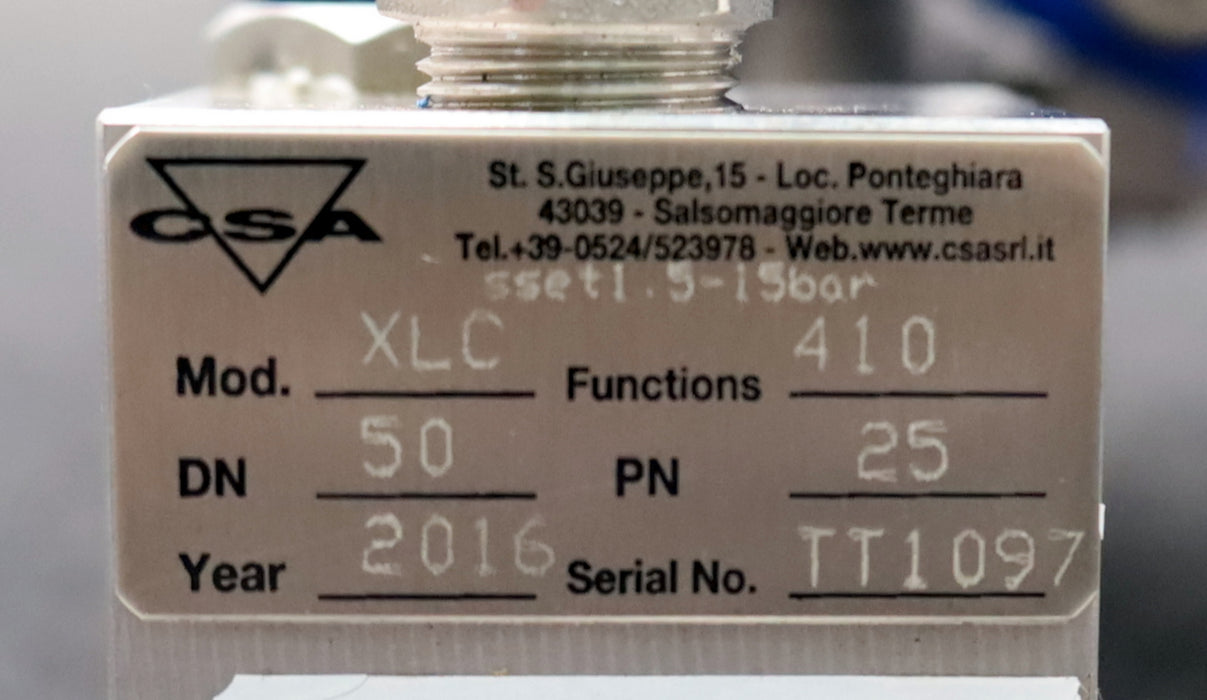 CSA
St. S.Giuseppe,15 - Loc. Ponteghiara
43039 - Salsomaggiore Terme
Tel.+39-0524/523978 - Web.www.csasrl.it
sset1.5-15bar
Mod. XLC Functions 410
DN 50 PN 25
Year 2016 Serial No. TT1097